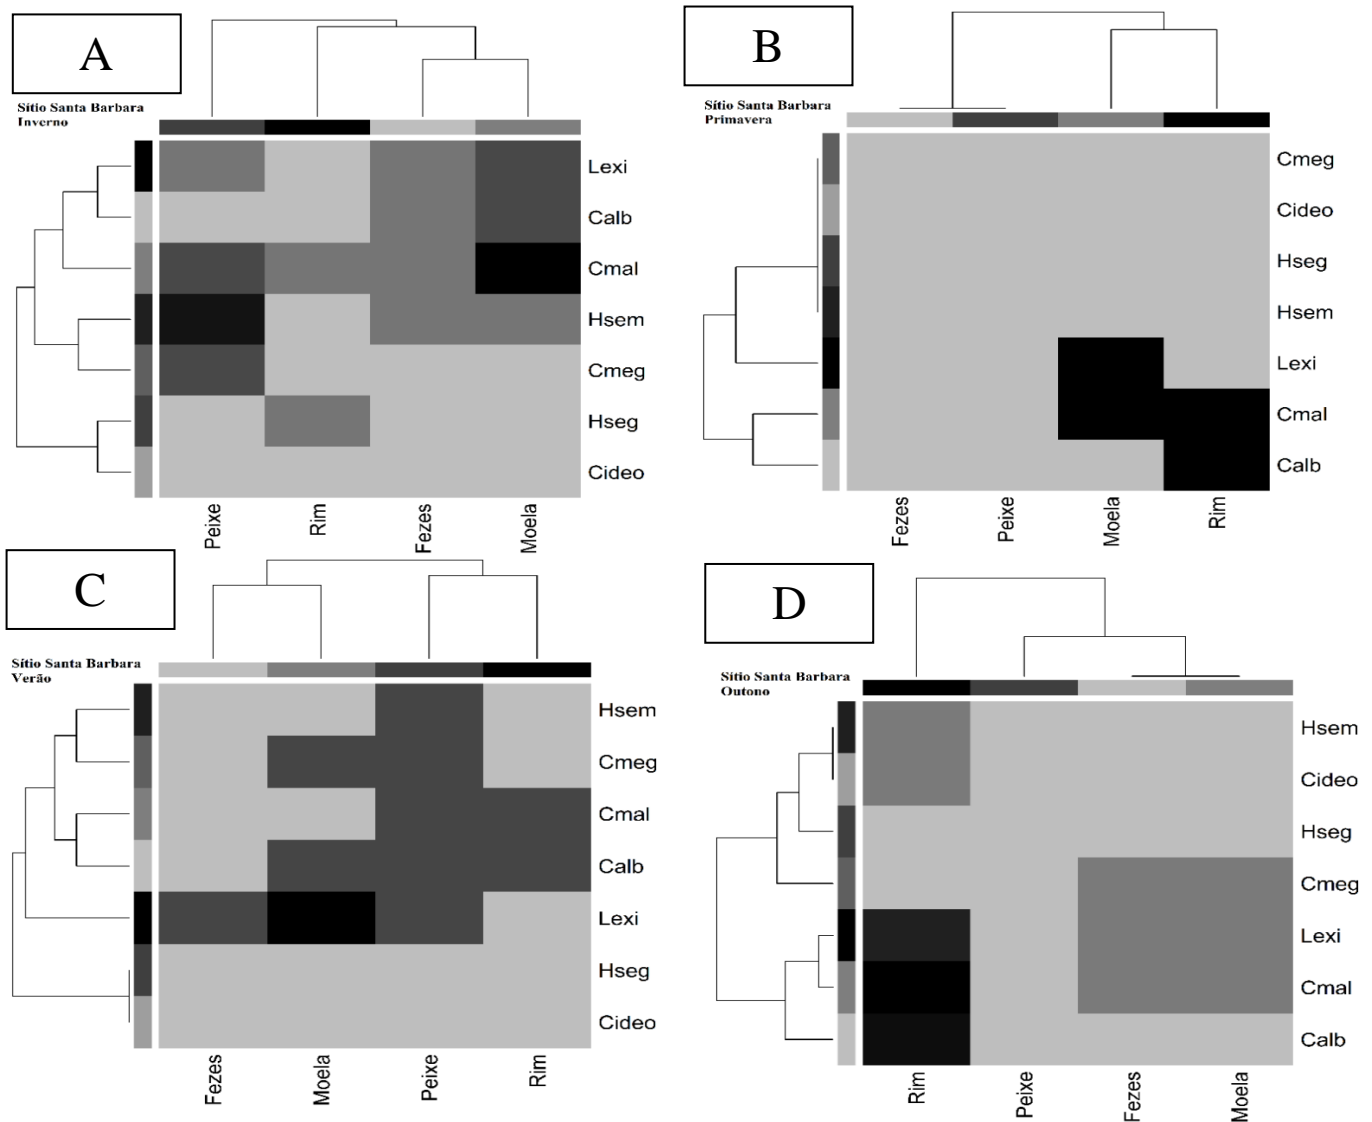 A
Sítio Santa Barbara
Inverno
Lexi
Calb
Cmal
Hsem
Cmeg
Hseg
Cideo
Peixe
Rim
Fezes
Moela
B
Sítio Santa Barbara
Primavera
Cmeg
Cideo
Hseg
Hsem
Lexi
Cmal
Calb
Fezes
Peixe
Moela
Rim
C
Sítio Santa Barbara
Verão
Hsem
Cmeg
Cmal
Calb
Lexi
Hseg
Cideo
Fezes
Moela
Peixe
Rim
D
Sítio Santa Barbara
Outono
Hsem
Cideo
Hseg
Cmeg
Lexi
Cmal
Calb
Rim
Peixe
Fezes
Moela